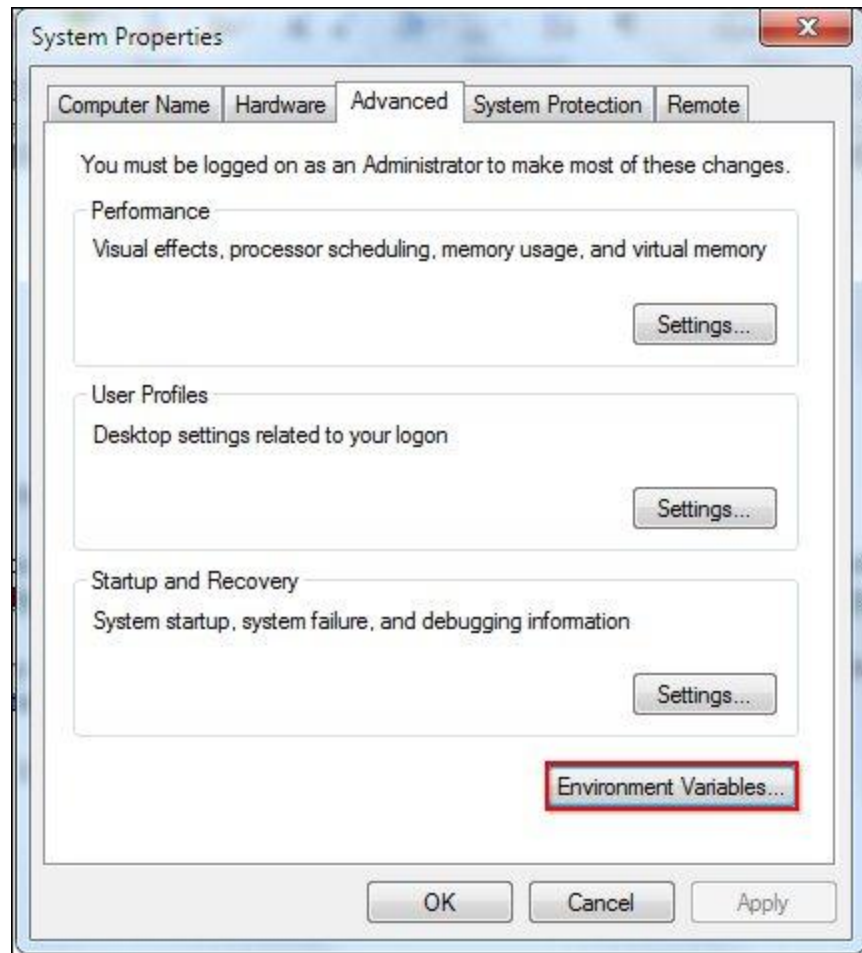 System Properties
Computer Name Hardware Advanced System Protection Remote
You must be logged on as an Administrator to make most of these changes.
Performance
Visual effects, processor scheduling, memory usage, and virtual memory
Settings...
User Profiles
Desktop settings related to your logon
Settings...
Startup and Recovery
System startup, system failure, and debugging information
Settings...
Environment Variables...
OK Cancel Apply